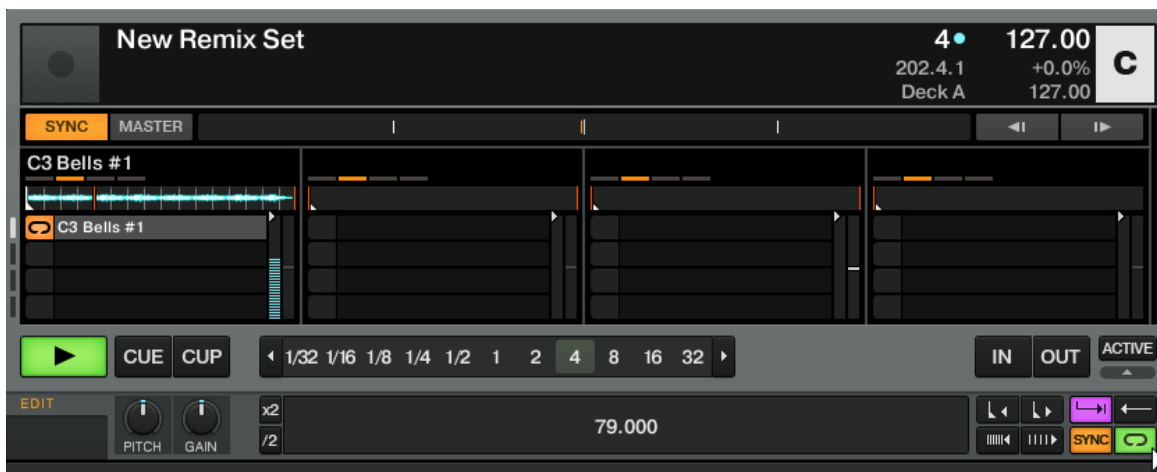 New Remix Set 4 127.00 C
202.4.1 +0.0%
Deck A 127.00
SYNC MASTER
C3 Bells #1
C3 Bells #1
CUE CUP 1/32 1/16 1/8 1/4 1/2 1 2 4 8 16 32 IN OUT ACTIVE
EDIT
x2
79.000
/2 SYNC
PITCH GAIN